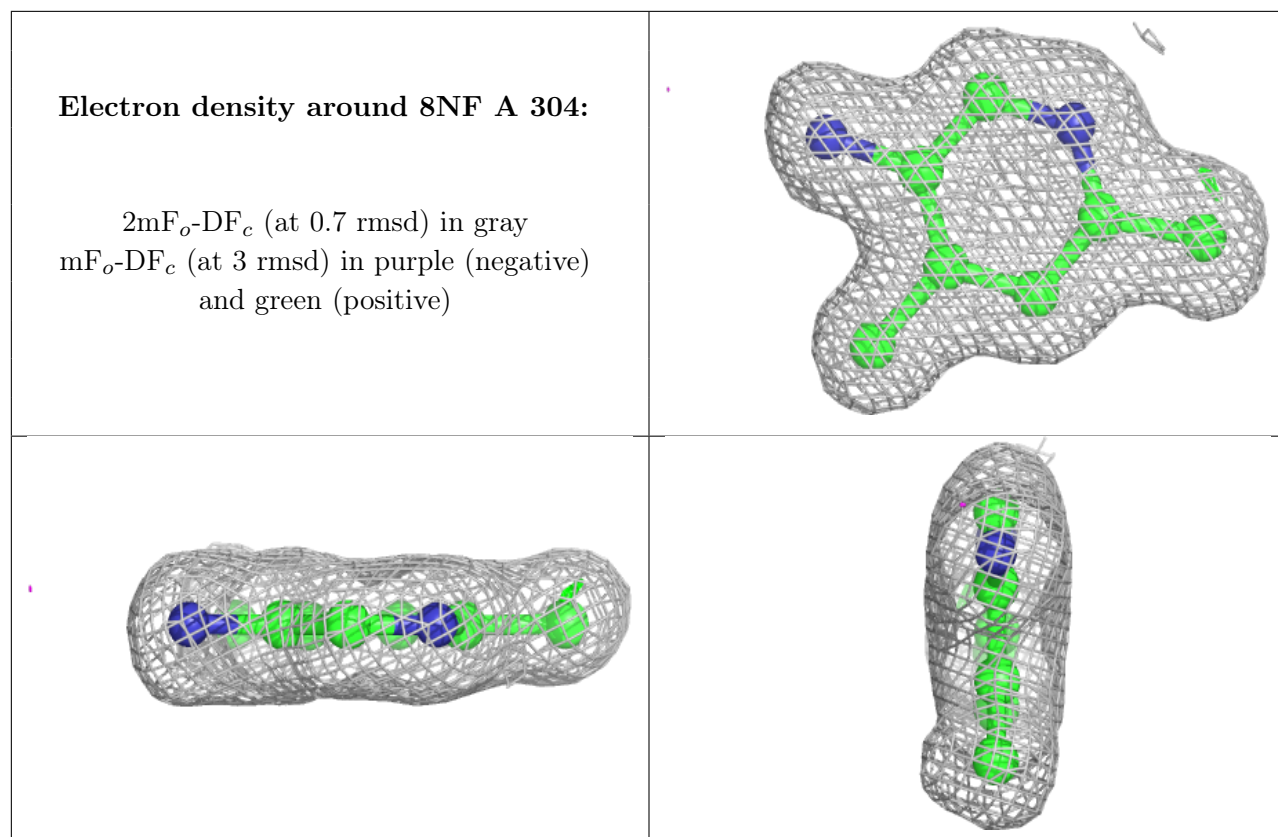 Electron density around 8NF A 304:
2mFo-DFc (at 0.7 rmsd) in gray
mFo-DFc (at 3 rmsd) in purple (negative)
and green (positive)